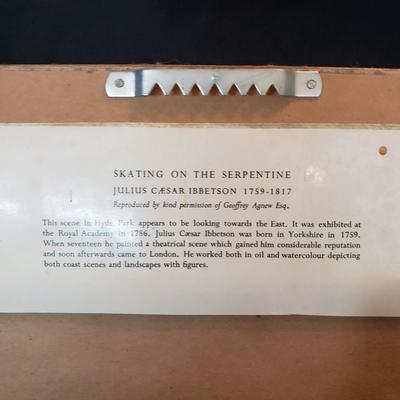 SKATING ON THE SERPENTINE
JULIUS CÆSAR IBBETSON 1759-1817
Reproduced by kind permission of Geoffrey Agnew Esq.
This scene in Hyde Park appears to be looking towards the East. It was exhibited at
the Royal Academy in 1786. Julius Cæsar Ibbetson was born in Yorkshire in 1759.
When seventeen he painted a theatrical scene which gained him considerable reputation
and soon afterwards came to London. He worked both in oil and watercolour depicting
both coast scenes and landscapes with figures.